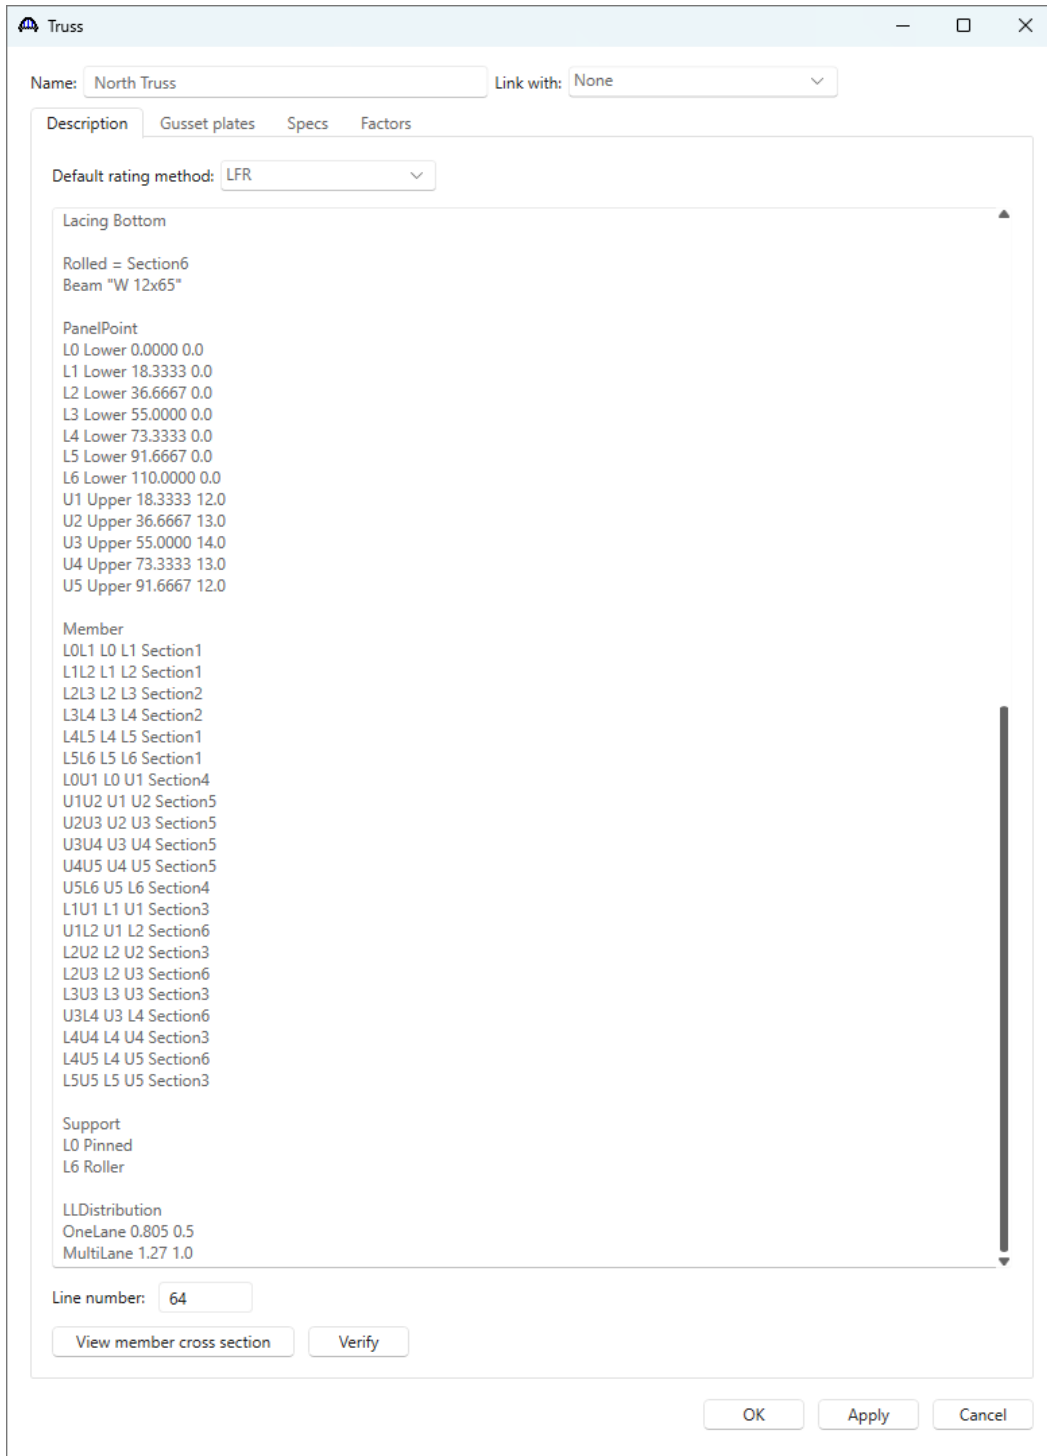 Truss
Name: North Truss Link with: None
Description Gusset plates Specs Factors
Default rating method: LFR
Lacing Bottom
Rolled = Section6
Beam "W 12x65"
PanelPoint
L0 Lower 0.0000 0.0
L1 Lower 18.3333 0.0
L2 Lower 36.6667 0.0
L3 Lower 55.0000 0.0
L4 Lower 73.3333 0.0
L5 Lower 91.6667 0.0
L6 Lower 110.0000 0.0
U1 Upper 18.3333 12.0
U2 Upper 36.6667 13.0
U3 Upper 55.0000 14.0
U4 Upper 73.3333 13.0
U5 Upper 91.6667 12.0
Member
L0L1 L0 L1 Section1
L1L2 L1 L2 Section1
L2L3 L2 L3 Section2
L3L4 L3 L4 Section2
L4L5 L4 L5 Section1
L5L6 L5 L6 Section1
L0U1 L0 U1 Section4
U1U2 U1 U2 Section5
U2U3 U2 U3 Section5
U3U4 U3 U4 Section5
U4U5 U4 U5 Section5
U5L6 U5 L6 Section4
L1U1 L1 U1 Section3
U1L2 U1 L2 Section6
L2U2 L2 U2 Section3
L2U3 L2 U3 Section6
L3U3 L3 U3 Section3
U3L4 U3 L4 Section6
L4U4 L4 U4 Section3
L4U5 L4 U5 Section6
L5U5 L5 U5 Section3
Support
L0 Pinned
L6 Roller
LLDistribution
OneLane 0.805 0.5
MultiLane 1.27 1.0
Line number: 64
View member cross section Verify
OK Apply Cancel